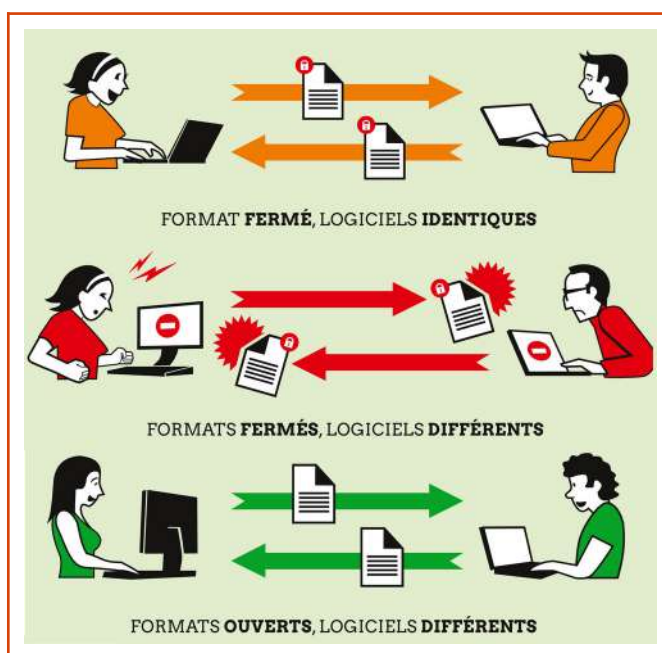 FORMAT FERMÉ, LOGICIELS IDENTIQUES
FORMATS FERMÉS, LOGICIELS DIFFÉRENTS
FORMATS OUVERTS, LOGICIELS DIFFÉRENTS